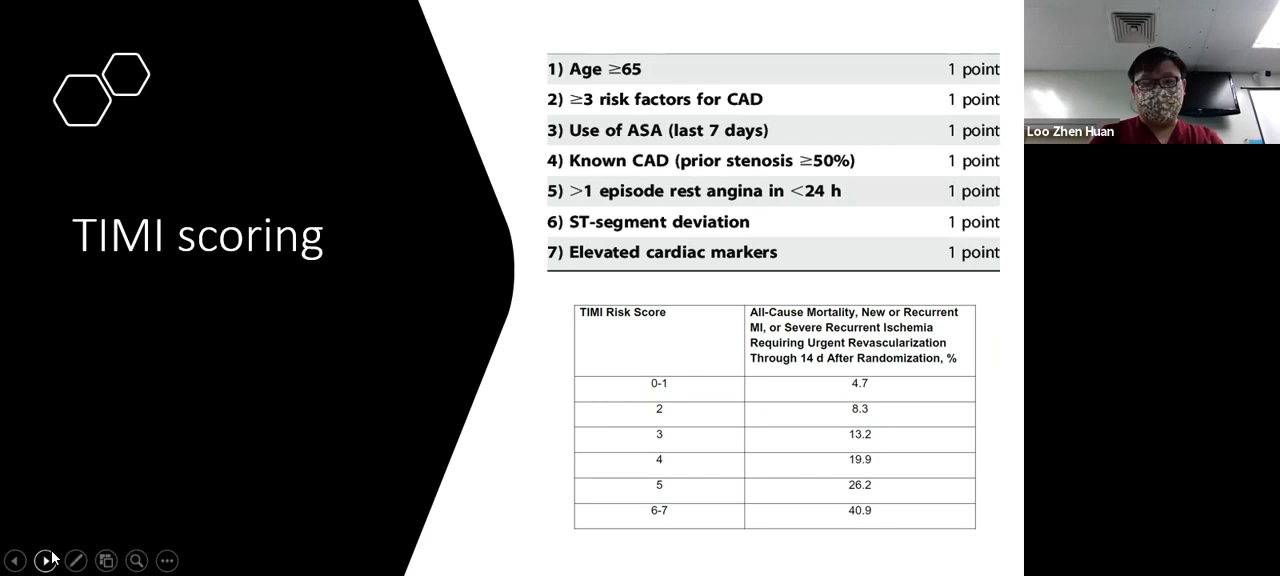 TIMI scoring
1) Age ≥65 1 point
2) ≥3 risk factors for CAD 1 point
3) Use of ASA (last 7 days) 1 point
4) Known CAD (prior stenosis ≥50%) 1 point
5) >1 episode rest angina in <24 h 1 point
6) ST-segment deviation 1 point
7) Elevated cardiac markers 1 point
TIMI Risk Score
All-Cause Mortality, New or Recurrent
MI, or Severe Recurrent Ischemia
Requiring Urgent Revascularization
Through 14 d After Randomization, %
0-1 4.7
2 8.3
3 13.2
4 19.9
5 26.2
6-7 40.9
Loo Zhen Huan